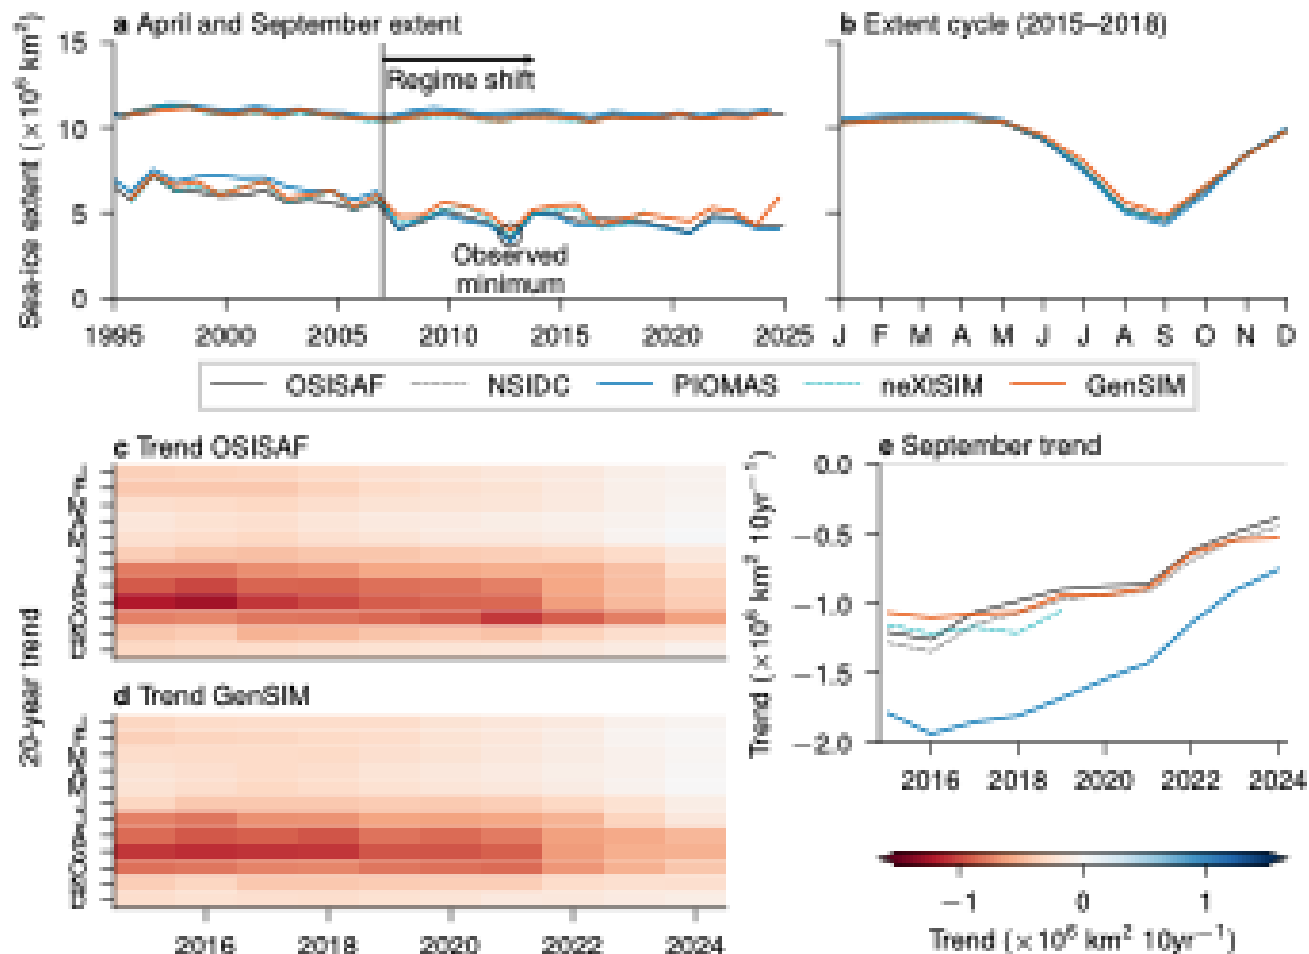 a April and September extent
Sea-ice extent (×10⁶ km²)
15
10
5
0
Regime shift
Observed
minimum
1995 2000 2005 2010 2015 2020 2025
b Extent cycle (2015–2018)
J F M A M J J A S O N D
OSISAF NSIDC PIOMAS neXtSIM GenSIM
c Trend OSISAF
20-year trend
d Trend GenSIM
2016 2018 2020 2022 2024
e September trend
Trend (×10⁶ km² 10yr⁻¹)
0.0
−0.5
−1.0
−1.5
−2.0
2016 2018 2020 2022 2024
−1 0 1
Trend (×10⁶ km² 10yr⁻¹)